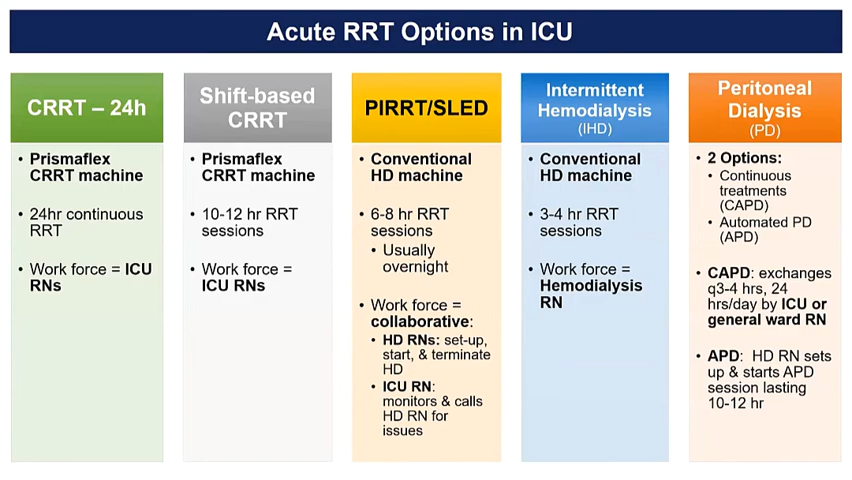 Acute RRT Options in ICU
CRRT – 24h
• Prismaflex
CRRT machine
• 24hr continuous
RRT
• Work force = ICU
RNs
Shift-based
CRRT
• Prismaflex
CRRT machine
• 10-12 hr RRT
sessions
• Work force =
ICU RNs
PIRRT/SLED
• Conventional
HD machine
• 6-8 hr RRT
sessions
• Usually
overnight
• Work force =
collaborative:
• HD RNs: set-up,
start, & terminate
HD
• ICU RN:
monitors & calls
HD RN for
issues
Intermittent
Hemodialysis
(IHD)
• Conventional
HD machine
• 3-4 hr RRT
sessions
• Work force =
Hemodialysis
RN
Peritoneal
Dialysis
(PD)
• 2 Options:
• Continuous
treatments
(CAPD)
• Automated PD
(APD)
• CAPD: exchanges
q3-4 hrs, 24
hrs/day by ICU or
general ward RN
• APD: HD RN sets
up & starts APD
session lasting
10-12 hr